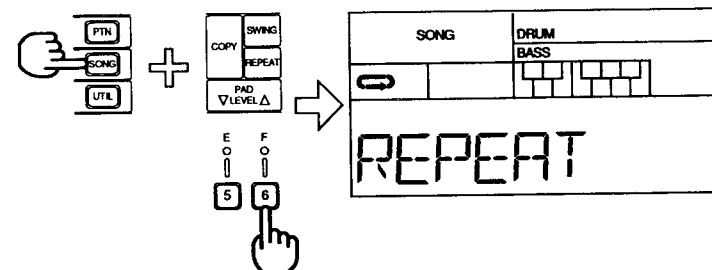 PTN
SONG
UTIL
COPY
SWING
REPEAT
PAD
▽LEVEL△
E F
5 6
SONG
DRUM
BASS
REPEAT